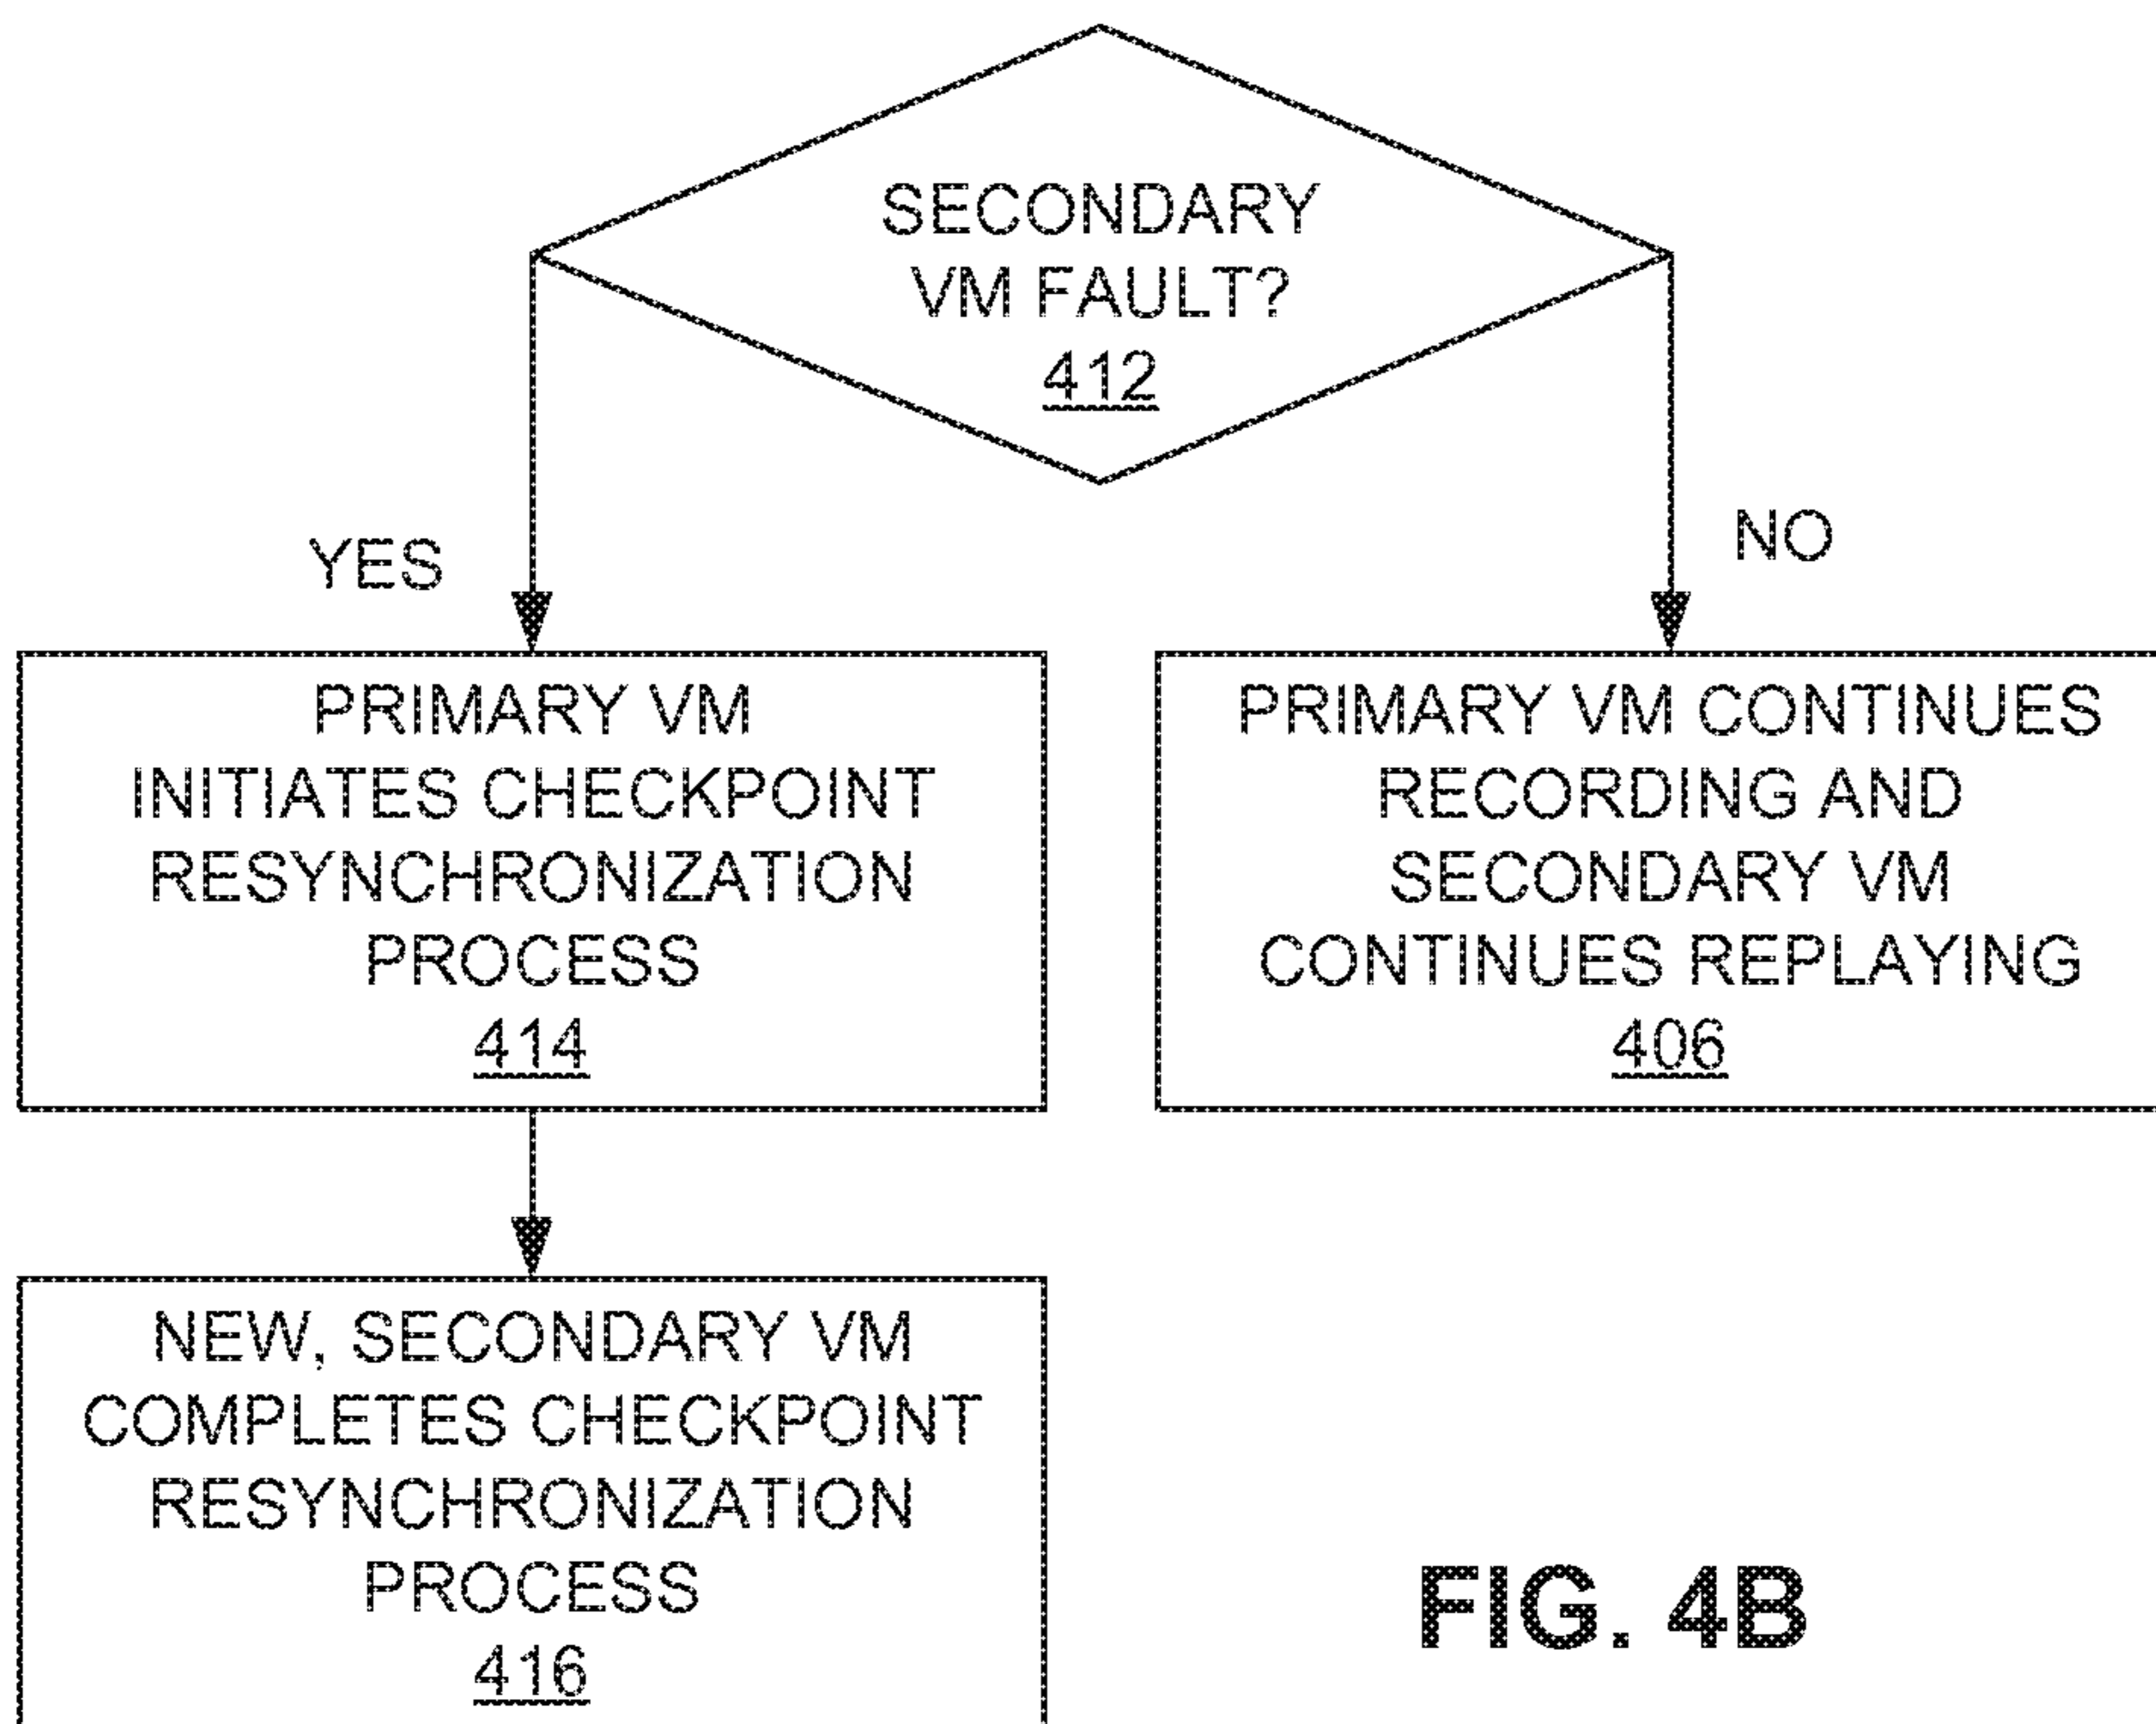 SECONDARY
VM FAULT?
412
YES
NO
PRIMARY VM
INITIATES CHECKPOINT
RESYNCHRONIZATION
PROCESS
414
PRIMARY VM CONTINUES
RECORDING AND
SECONDARY VM
CONTINUES REPLAYING
406
NEW, SECONDARY VM
COMPLETES CHECKPOINT
RESYNCHRONIZATION
PROCESS
416
FIG. 4B